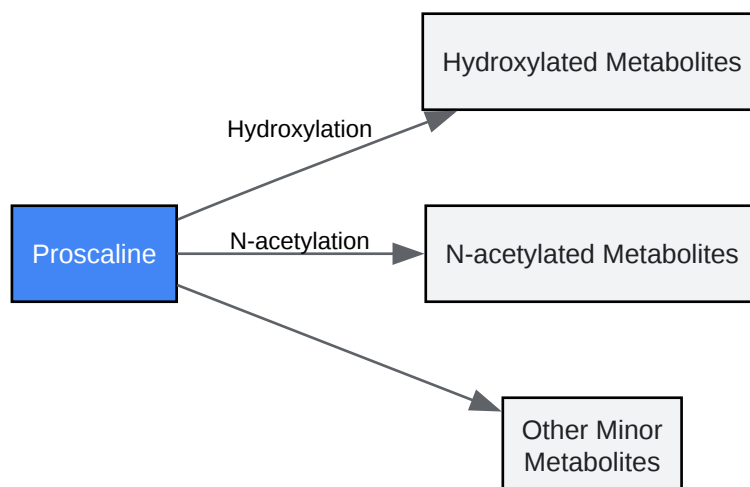 Hydroxylated Metabolites
Hydroxylation
Proscaline
N-acetylation
N-acetylated Metabolites
Other Minor
Metabolites